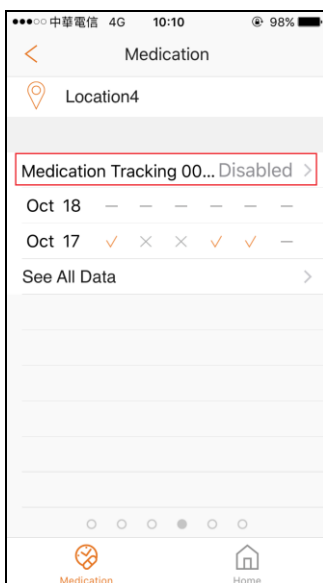 中華電信 4G 10:10 98%
Medication
Location4
Medication Tracking 00... Disabled
Oct 18 — — — — — —
Oct 17 ✓ × × ✓ ✓ —
See All Data
Medication Home